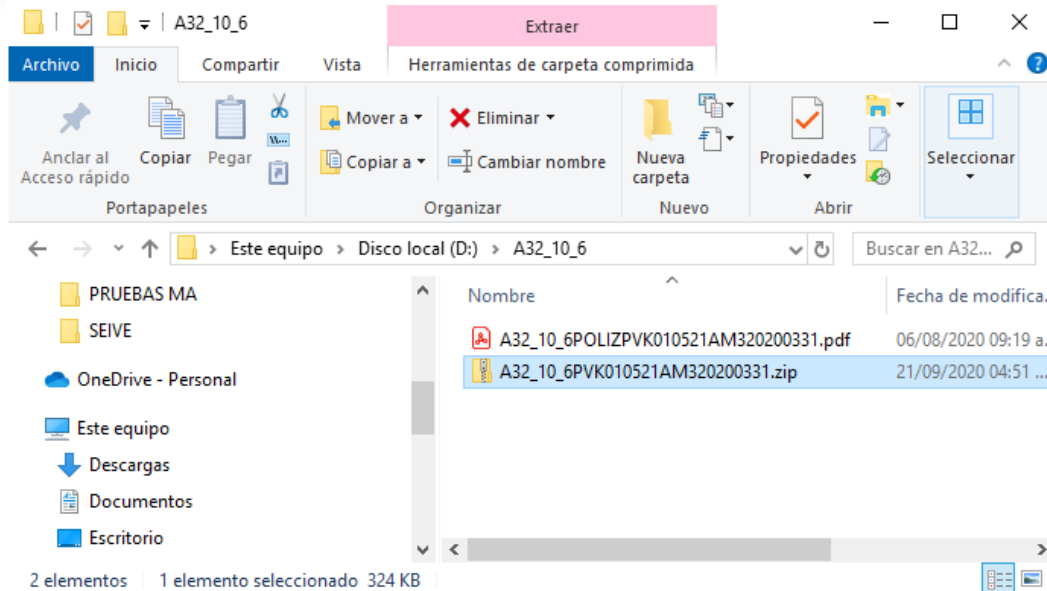 A32_10_6
Extraer
Archivo Inicio Compartir Vista Herramientas de carpeta comprimida
Anclar al Acceso rápido
Copiar
Pegar
Mover a
Copiar a
Eliminar
Cambiar nombre
Nueva carpeta
Propiedades
Seleccionar
Portapapeles Organizar Nuevo Abrir
Este equipo > Disco local (D:) > A32_10_6
Buscar en A32...
PRUEBAS MA
SEIVE
OneDrive - Personal
Este equipo
Descargas
Documentos
Escritorio
Nombre Fecha de modifica.
A32_10_6POLIZPVK010521AM320200331.pdf 06/08/2020 09:19 a.
A32_10_6PVK010521AM320200331.zip 21/09/2020 04:51 ...
2 elementos 1 elemento seleccionado 324 KB